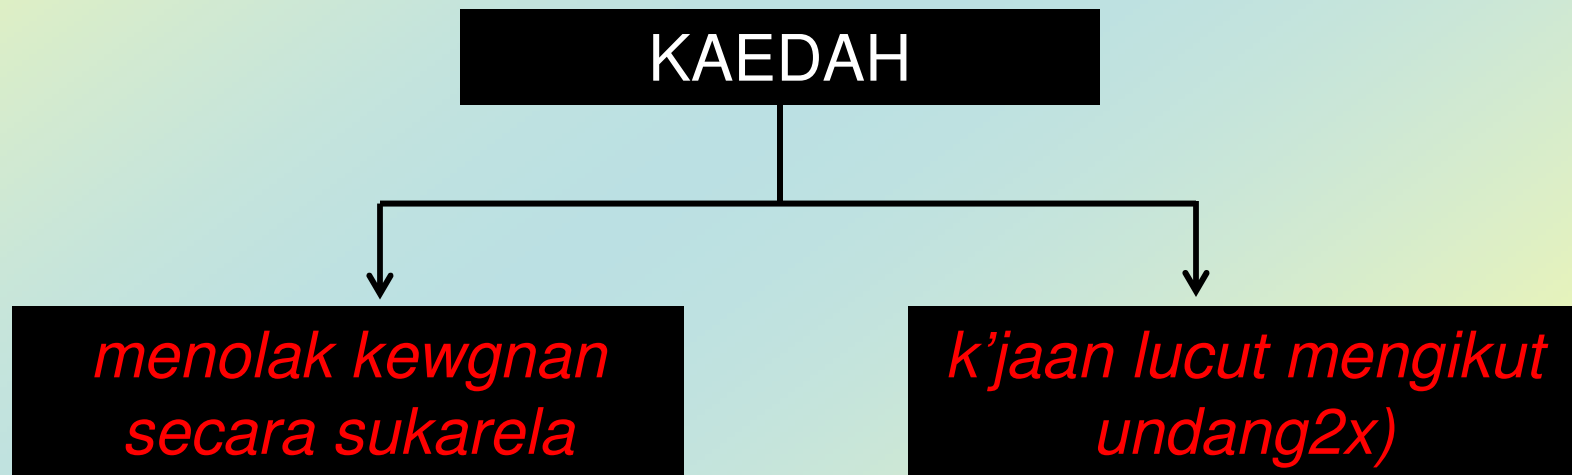 KAEDAH
menolak kewgnan
secara sukarela
k’jaan lucut mengikut
undang2x)